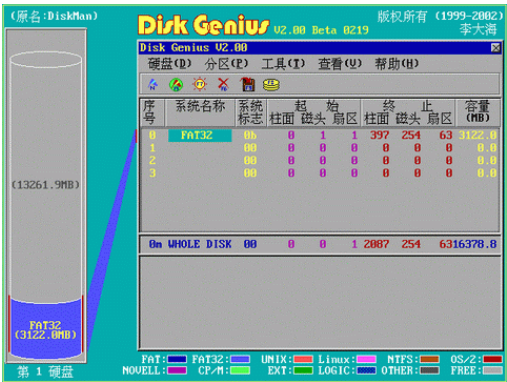 (原名:DiskMan)
Disk Genius V2.00 Beta 0219
版权所有 (1999-2002)
李大海
Disk Genius V2.00
硬盘(D) 分区(P) 工具(T) 查看(V) 帮助(H)
序号 系统名称 系统标志 起始 柱面 磁头 扇区 终止 柱面 磁头 扇区 容量(MB)
0 FAT32 0b 0 1 1 397 254 63 3122.0
1 00 0 0 0 0 0 0 0.0
2 00 0 0 0 0 0 0 0.0
3 00 0 0 0 0 0 0 0.0
0m WHOLE DISK 00 0 0 1 2087 254 63 16378.8
(13261.9MB)
FAT32
(3122.0MB)
第 1 硬盘
FAT: FAT32: UNIX: Linux: NTFS: OS/2:
NOVELL: CP/M: EXT: LOGIC: OTHER: FREE: